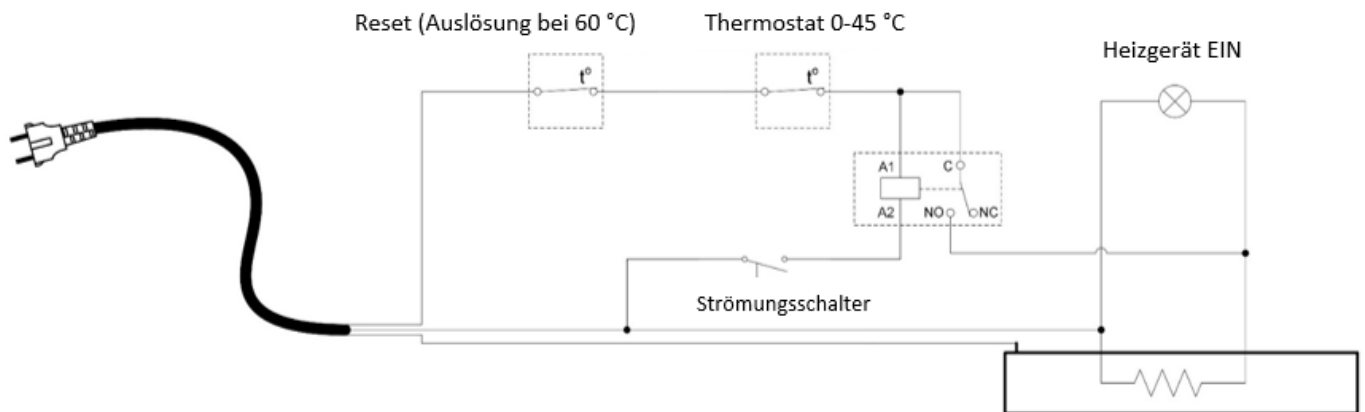 Reset (Auslösung bei 60 °C)
Thermostat 0-45 °C
Heizgerät EIN
t°
t°
A1
C
A2
NO
NC
Strömungsschalter